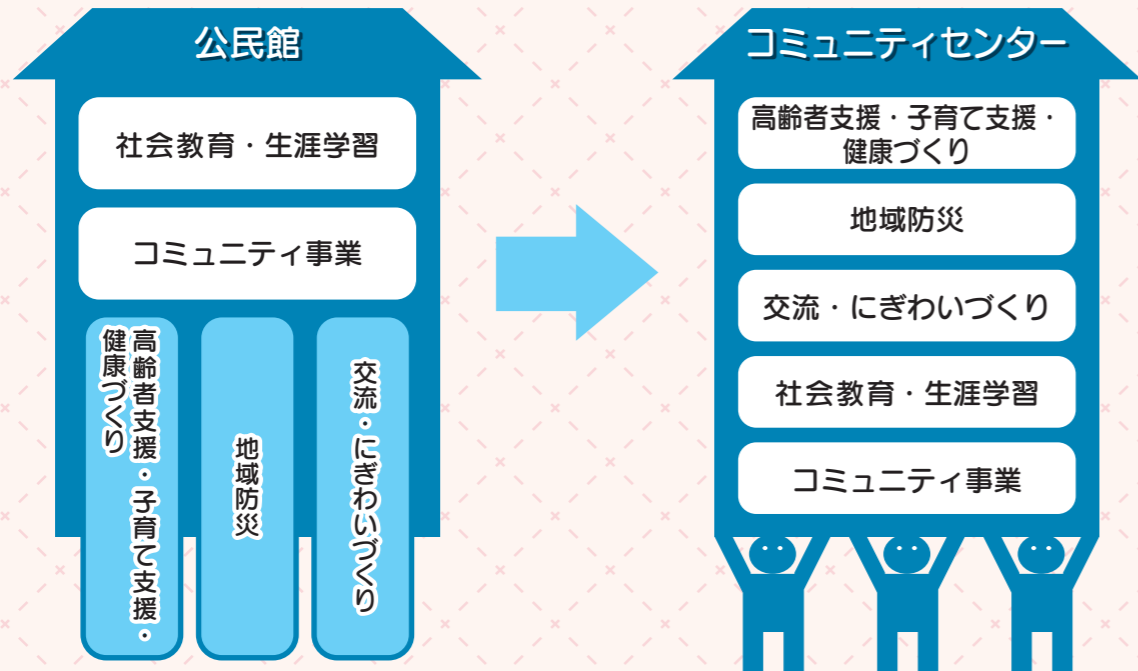 公民館
社会教育・生涯学習
コミュニティ事業
高齢者支援・子育て支援・
健康づくり
地域防災
交流・にぎわいづくり
コミュニティセンター
高齢者支援・子育て支援・
健康づくり
地域防災
交流・にぎわいづくり
社会教育・生涯学習
コミュニティ事業